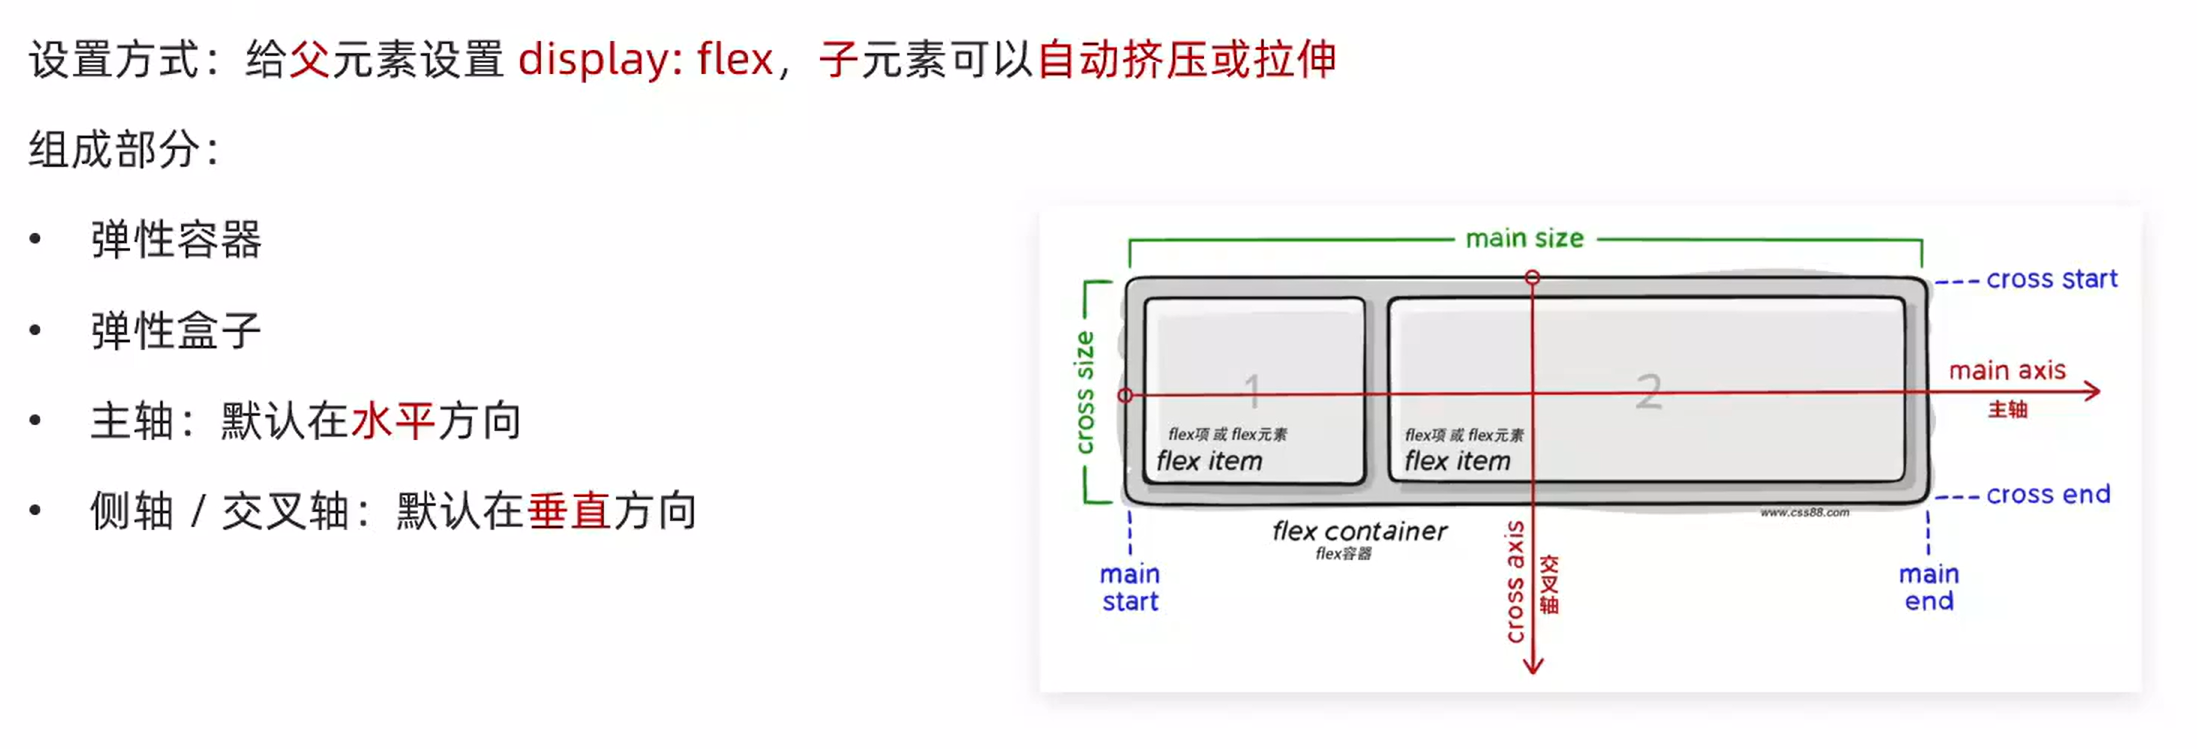 设置方式：给父元素设置 display: flex，子元素可以自动挤压或拉伸
组成部分：
• 弹性容器
• 弹性盒子
• 主轴：默认在水平方向
• 侧轴 / 交叉轴：默认在垂直方向
main size
cross size
cross start
1
2
main axis
主轴
flex项 或 flex元素
flex item
flex项 或 flex元素
flex item
cross end
www.css88.com
flex container
flex容器
cross axis
交叉轴
main
start
main
end